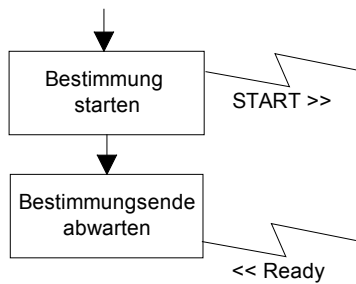 Bestimmung
starten
START >>
Bestimmungsende
abwarten
<< Ready